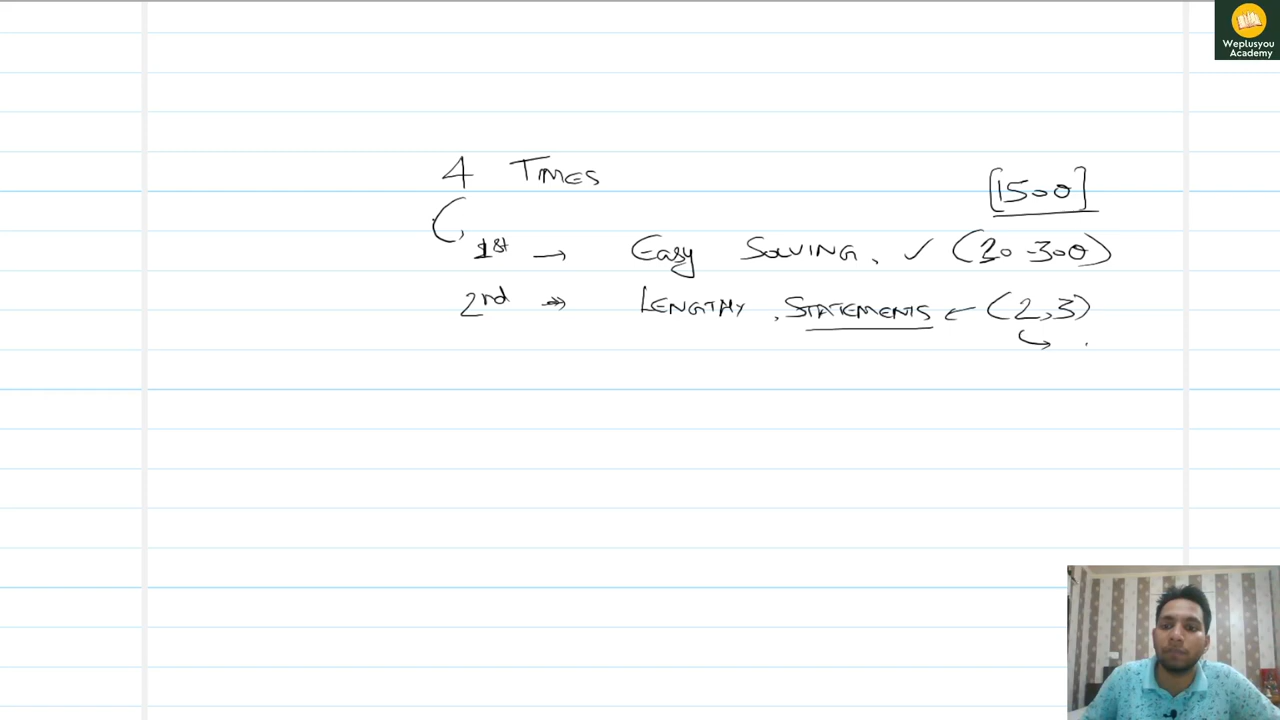 Weplusyou
Academy
4 TIMES
[1500]
1st → Easy SOLVING. ✓ (20-300)
2nd → LENGTHY, STATEMENTS ← (2,3)